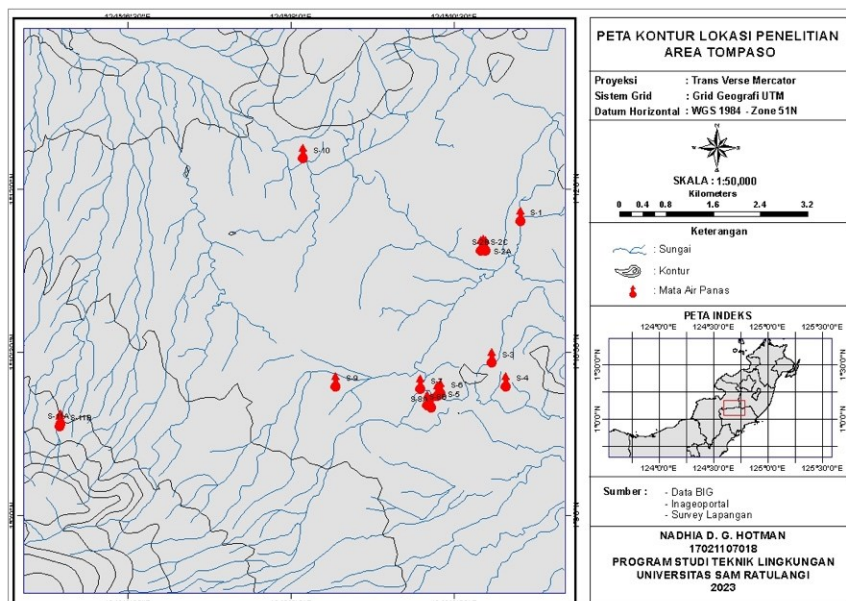 PETA KONTUR LOKASI PENELITIAN
AREA TOMPASO
Proyeksi : Trans Verse Mercator
Sistem Grid : Grid Geografi UTM
Datum Horizontal : WGS 1984 - Zone 51N
SKALA : 1:50,000
Kilometers
0 0.4 0.8 1.6 2.4 3.2
Keterangan
: Sungai
: Kontur
: Mata Air Panas
PETA INDEKS
124°0'0"E 124°30'0"E 125°0'0"E 125°30'0"E
1°30'0"N
1°0'0"N
124°0'0"E 124°30'0"E 125°0'0"E 125°30'0"E
Sumber : - Data BIG
- Inageoportal
- Survey Lapangan
NADHIA D. G. HOTMAN
17021107018
PROGRAM STUDI TEKNIK LINGKUNGAN
UNIVERSITAS SAM RATULANGI
2023
S-10
S-1
S-2C
S-2A
S-3
S-4
S-9
S-7
S-6
S-5
S-11B